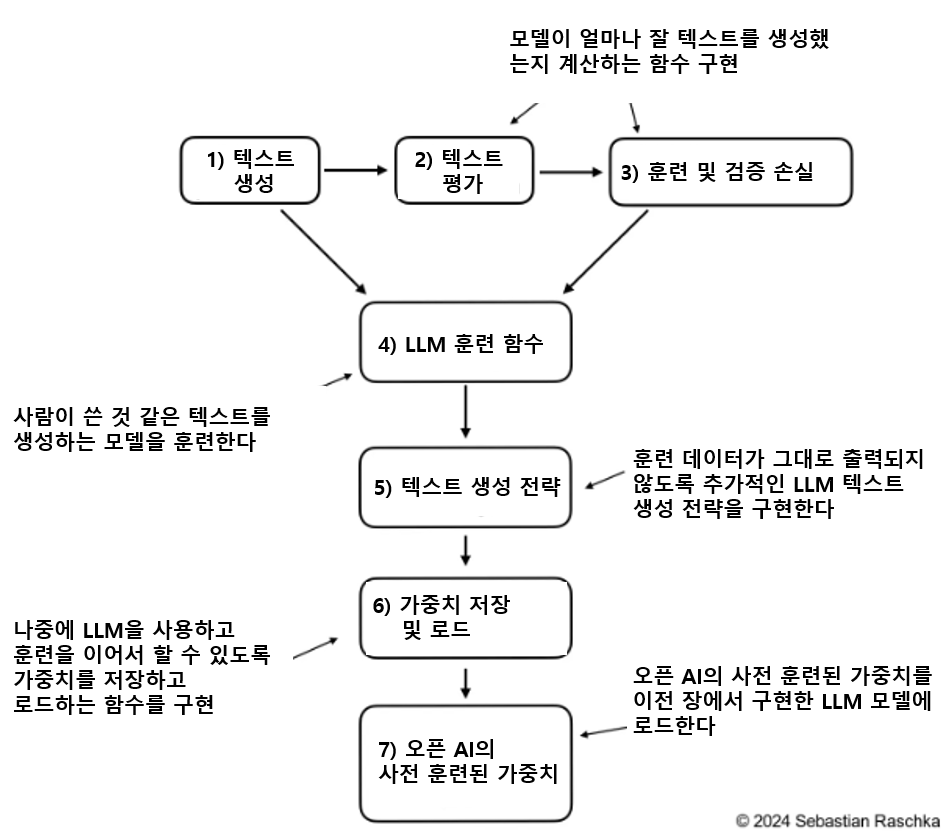 모델이 얼마나 잘 텍스트를 생성했
는지 계산하는 함수 구현
1) 텍스트
생성
2) 텍스트
평가
3) 훈련 및 검증 손실
4) LLM 훈련 함수
사람이 쓴 것 같은 텍스트를
생성하는 모델을 훈련한다
5) 텍스트 생성 전략
훈련 데이터가 그대로 출력되지
않도록 추가적인 LLM 텍스트
생성 전략을 구현한다
6) 가중치 저장
및 로드
나중에 LLM을 사용하고
훈련을 이어서 할 수 있도록
가중치를 저장하고
로드하는 함수를 구현
오픈 AI의 사전 훈련된 가중치를
이전 장에서 구현한 LLM 모델에
로드한다
7) 오픈 AI의
사전 훈련된 가중치
© 2024 Sebastian Raschka